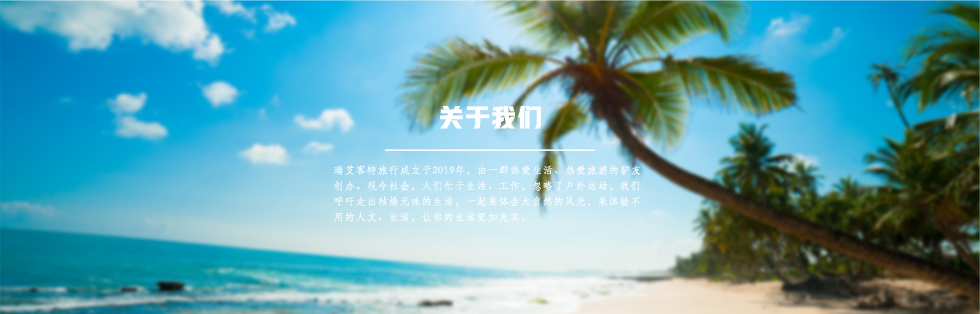 关于我们
瑞艾客特旅行成立于2019年，由一群热爱生活、热爱旅游的驴友
创办。现今社会，人们忙于生活、工作，忽略了户外运动，我们
呼吁走出枯燥无味的生活，一起来体会大自然的风光，来体验不
用的人文、生活，让你的生活更加充实。